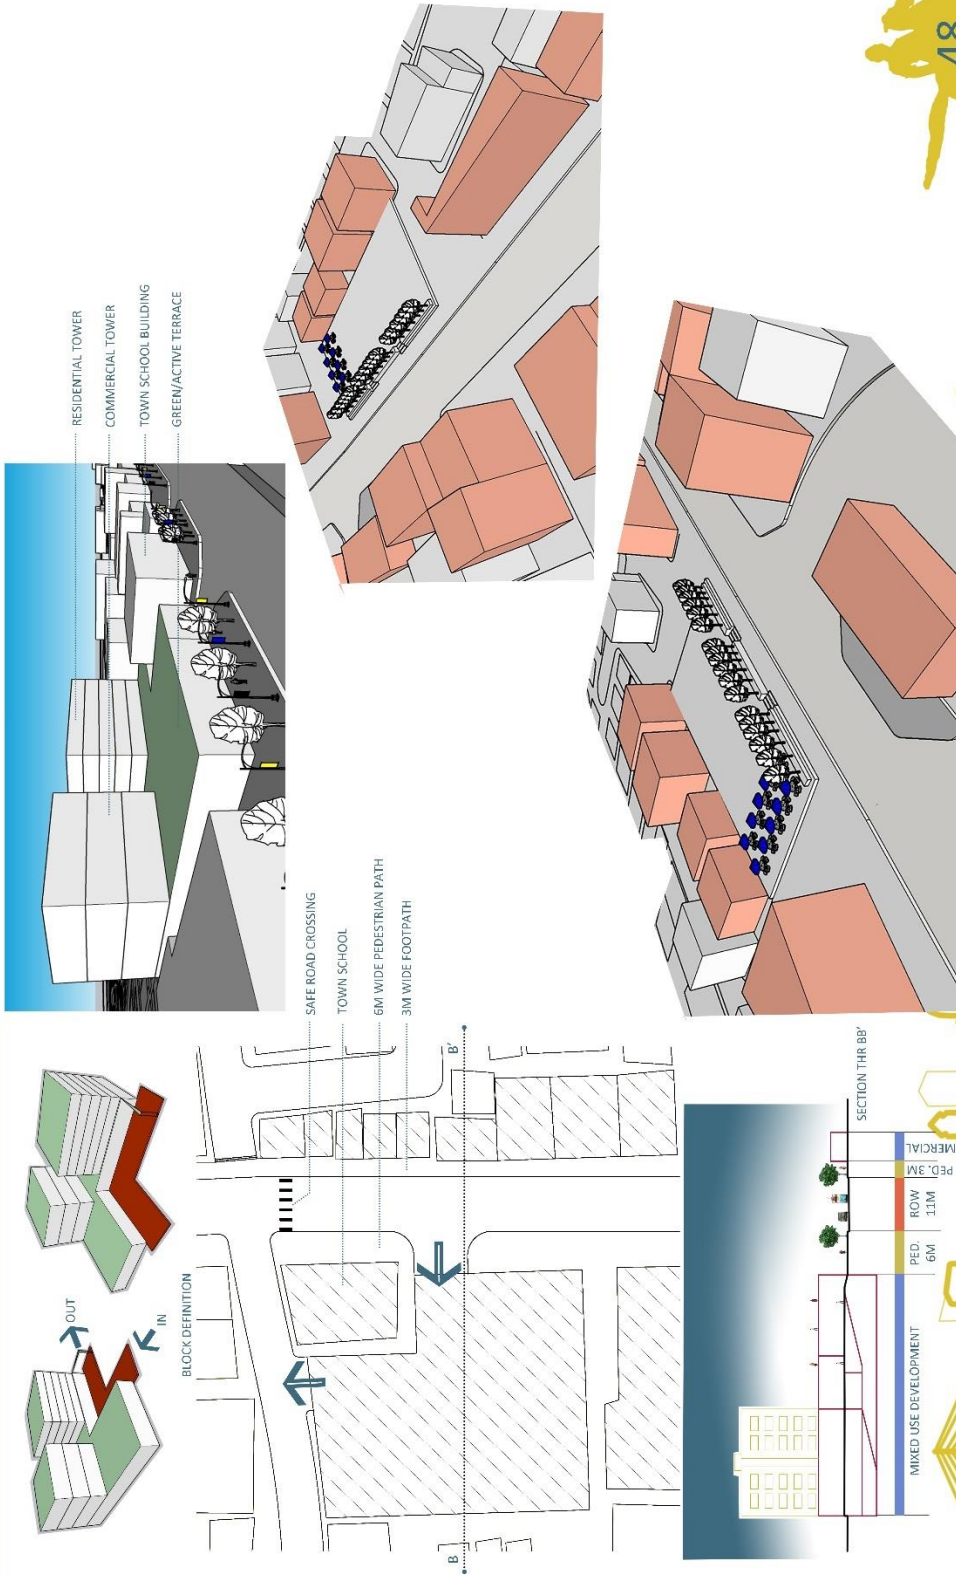 OUT
IN
BLOCK DEFINITION
RESIDENTIAL TOWER
COMMERCIAL TOWER
TOWN SCHOOL BUILDING
GREEN/ACTIVE TERRACE
SAFE ROAD CROSSING
TOWN SCHOOL
6M WIDE PEDESTRIAN PATH
3M WIDE FOOTPATH
B
B'
SECTION THR BB'
MIXED USE DEVELOPMENT
PED.
6M
ROW
11M
PED. 3M
MERCIAL
48